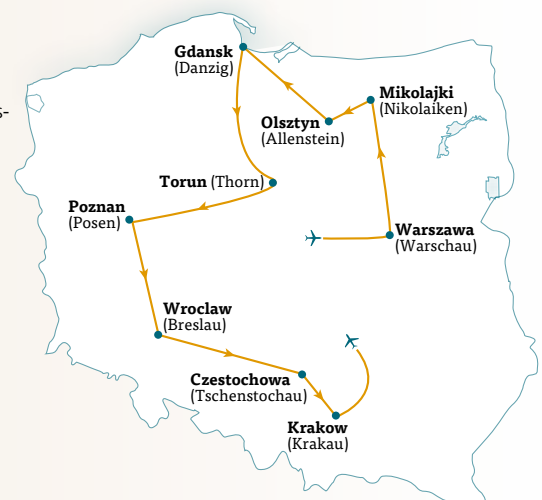 Gdansk
(Danzig)
Mikolajki
(Nikolaiken)
s-
Olsztyn
(Allenstein)
Torun (Thorn)
Poznan
(Posen)
Warszawa
(Warschau)
Wroclaw
(Breslau)
Czestochowa
(Tschenstochau)
Krakow
(Krakau)